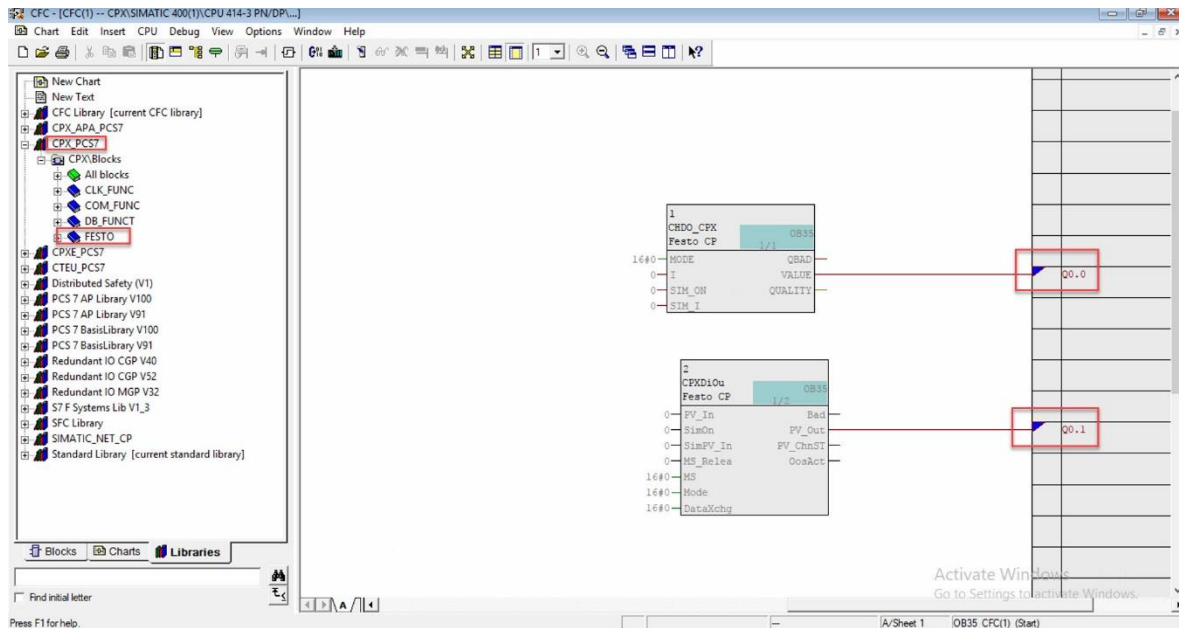 CFC - [CFC(1) -- CPX\SIMATIC 400(1)\CPU 414-3 PN/DP\...]
Chart Edit Insert CPU Debug View Options Window Help
1
New Chart
New Text
CFC Library [current CFC library]
CPX_APA_PCS7
CPX_PCS7
CPX\Blocks
All blocks
CLK_FUNC
COM_FUNC
DB_FUNCT
FESTO
CPXE_PCS7
CTEU_PCS7
Distributed Safety (V1)
PCS 7 AP Library V100
PCS 7 AP Library V91
PCS 7 BasisLibrary V100
PCS 7 BasisLibrary V91
Redundant IO CGP V40
Redundant IO CGP V52
Redundant IO MGP V32
S7 F Systems Lib V1_3
SFC Library
SIMATIC_NET_CP
Standard Library [current standard library]
Blocks Charts Libraries
Find initial letter
1
CHDO_CPX OB35
Festo CP 1/1
16#0 MODE QBAD
0 I VALUE Q0.0
0 SIM_ON QUALITY
0 SIM_I
2
CPXDiOu OB35
Festo CP 1/2
0 PV_In Bad
0 SimOn PV_Out Q0.1
0 SimPV_In PV_ChnST
0 MS_Relea OosAct
16#0 MS
16#0 Mode
16#0 DataXchg
Activate Windows
Go to Settings to activate Windows.
A
Press F1 for help. A/Sheet 1 OB35 CFC(1) (Start)